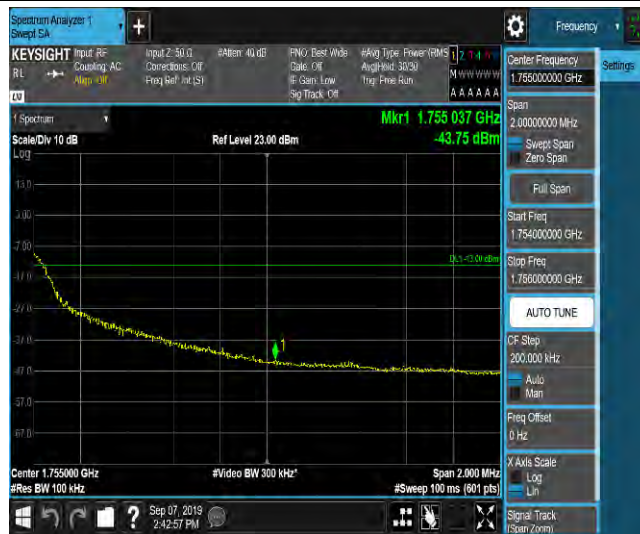 Spectrum Analyzer 1
Swept SA
+
Frequency
KEYSIGHT
Input: RF
Coupling: AC
Align: Off
Input Z: 50 Ω
Corrections: Off
Freq Ref: Int (S)
#Atten: 40 dB
PNO: Best Wide
Gate: Off
IF Gain: Low
Sig Track: Off
#Avg Type: Power (RMS
Avg|Hold: 30/30
Trig: Free Run
1
M W W W W W
A A A A A A
RL
LXI
Center Frequency
1.755000000 GHz
Settings
Span
2.00000000 MHz
Swept Span
Zero Span
Full Span
Start Freq
1.754000000 GHz
Stop Freq
1.756000000 GHz
AUTO TUNE
CF Step
200.000 kHz
Auto
Man
Freq Offset
0 Hz
X Axis Scale
Log
Lin
Signal Track
(Span Zoom)
1 Spectrum
Scale/Div 10 dB
Log
Ref Level 23.00 dBm
Mkr1 1.755 037 GHz
-43.75 dBm
13.0
3.00
-7.00
DL1 -13.00 dBm
-17.0
-27.0
-37.0
1
-47.0
-57.0
-67.0
Center 1.755000 GHz
#Video BW 300 kHz*
Span 2.000 MHz
#Res BW 100 kHz
#Sweep 100 ms (601 pts)
?
Sep 07, 2019
2:42:57 PM